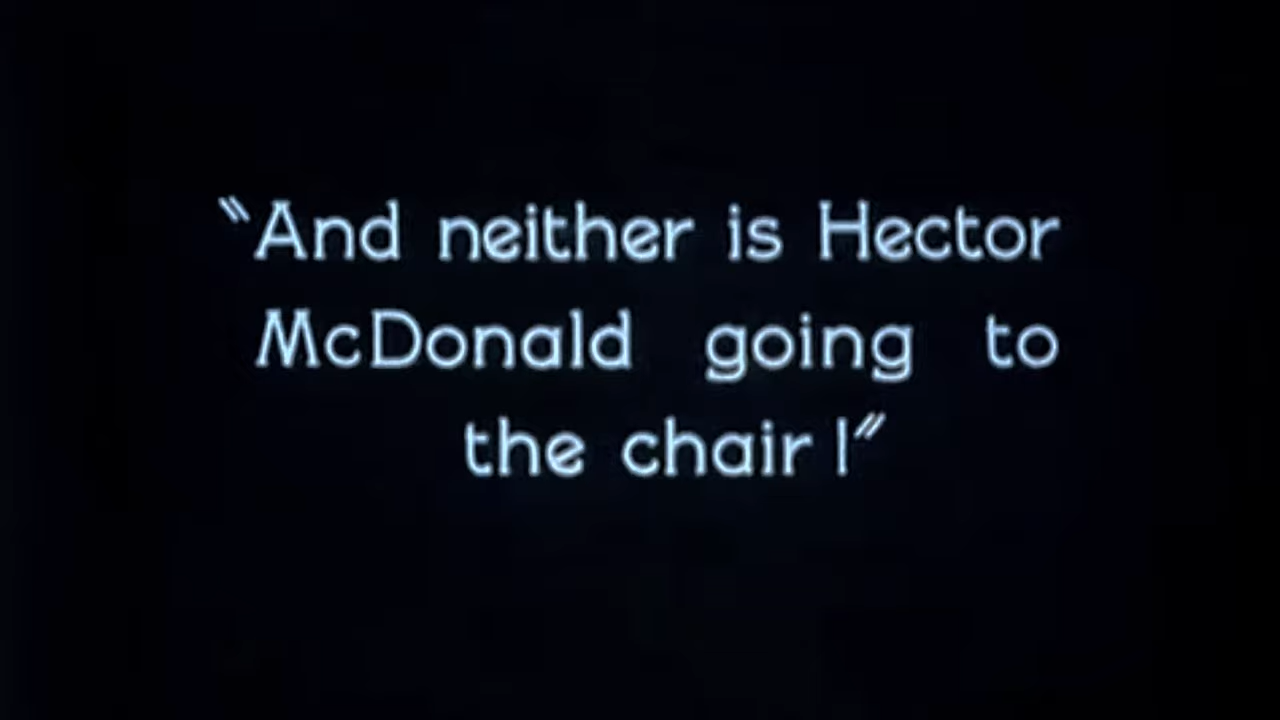 "And neither is Hector
McDonald going to
the chair!"